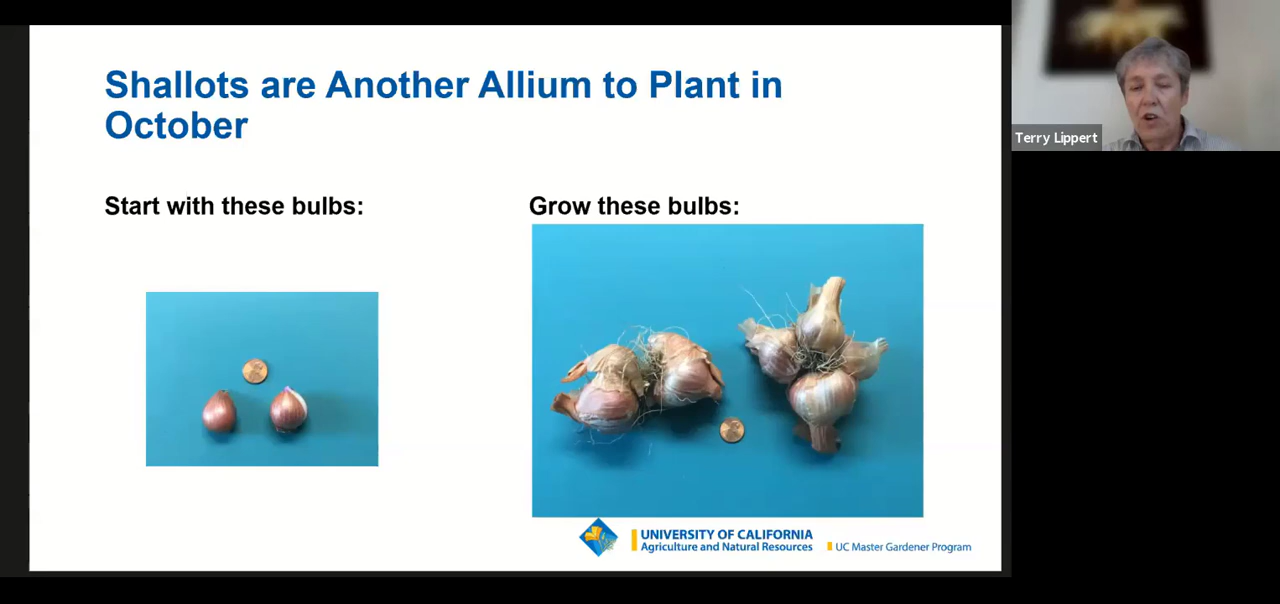 Shallots are Another Allium to Plant in
October
Terry Lippert
Start with these bulbs:
Grow these bulbs:
UNIVERSITY OF CALIFORNIA
Agriculture and Natural Resources
UC Master Gardener Program